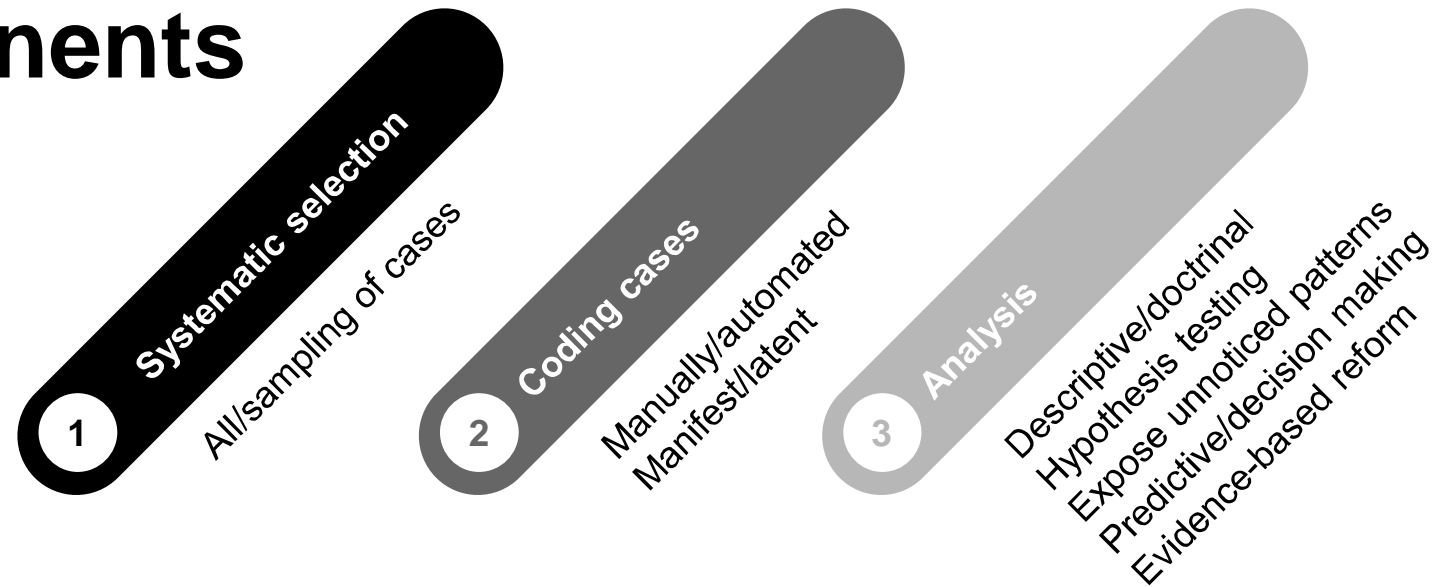 nents
1
Systematic selection
All/sampling of cases
2
Coding cases
Manually/automated
Manifest/latent
3
Analysis
Descriptive/doctrinal
Hypothesis testing
Expose unnoticed patterns
Predictive/decision making
Evidence-based reform